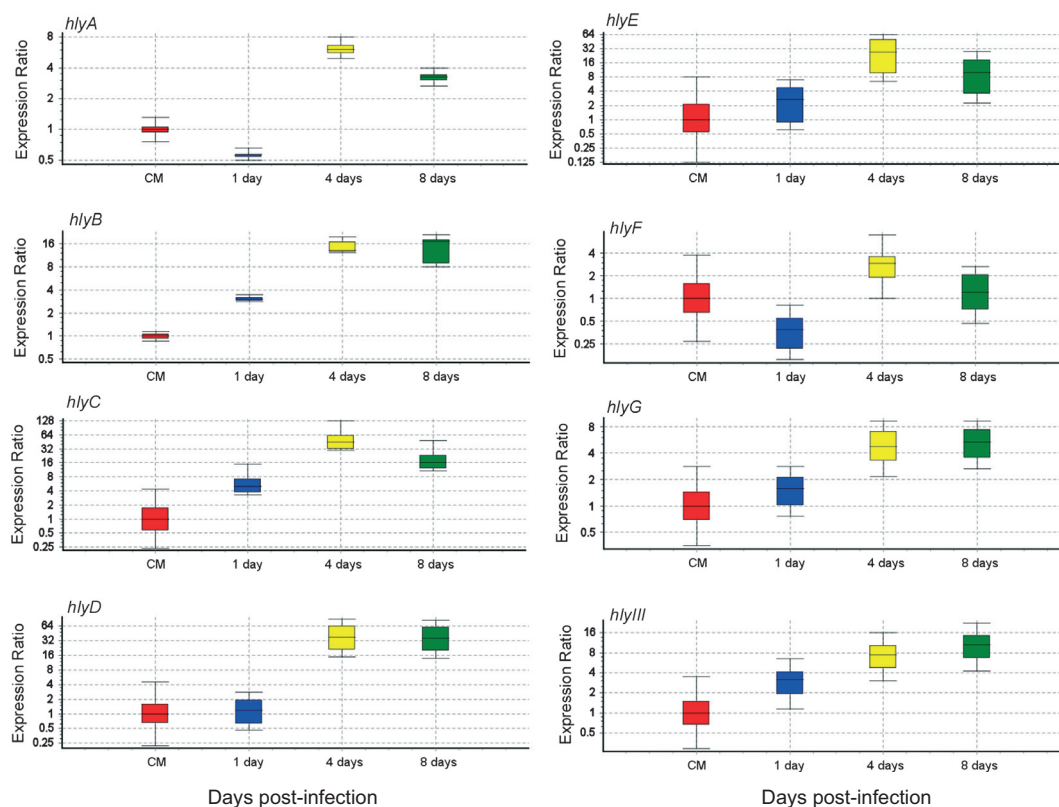 hlyA
Expression Ratio
8
4
2
1
0.5
CM 1 day 4 days 8 days
hlyB
Expression Ratio
16
8
4
2
1
0.5
CM 1 day 4 days 8 days
hlyC
Expression Ratio
128
64
32
16
8
4
2
1
0.5
0.25
CM 1 day 4 days 8 days
hlyD
Expression Ratio
64
32
16
8
4
2
1
0.5
0.25
CM 1 day 4 days 8 days
Days post-infection
hlyE
Expression Ratio
64
32
16
8
4
2
1
0.5
0.25
0.125
CM 1 day 4 days 8 days
hlyF
Expression Ratio
4
2
1
0.5
0.25
CM 1 day 4 days 8 days
hlyG
Expression Ratio
8
4
2
1
0.5
CM 1 day 4 days 8 days
hlyIII
Expression Ratio
16
8
4
2
1
0.5
CM 1 day 4 days 8 days
Days post-infection